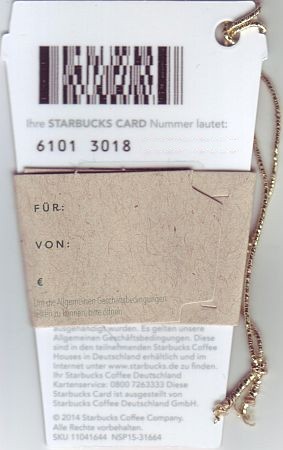 Ihre STARBUCKS CARD Nummer lautet:
6101 3018
FÜR:
VON:
€
Um die Allgemeinen Geschäftsbedingungen
lesen zu können, bitte öffnen.
ausgehändigt wurden. Es gelten unsere
Allgemeinen Geschäftsbedingungen. Diese
sind in den teilnehmenden Starbucks Coffee
Houses in Deutschland erhältlich und im
Internet unter www.starbucks.de zu finden.
Ihr Starbucks Coffee Deutschland
Kartenservice: 0800 7263333 Diese
Starbucks Card ist ausgestellt von
Starbucks Coffee Deutschland GmbH.
© 2014 Starbucks Coffee Company.
Alle Rechte vorbehalten.
SKU 11041644 NSP15-31664